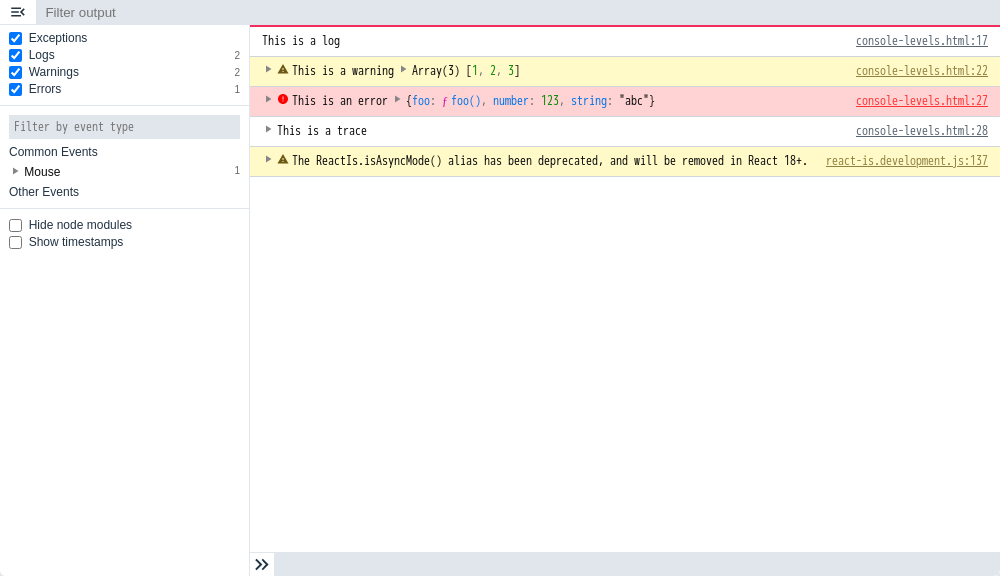 Filter output
Exceptions
Logs 2
Warnings 2
Errors 1
Filter by event type
Common Events
Mouse 1
Other Events
Hide node modules
Show timestamps
This is a log console-levels.html:17
This is a warning Array(3) [1, 2, 3] console-levels.html:22
This is an error {foo: ƒ foo(), number: 123, string: "abc"} console-levels.html:27
This is a trace console-levels.html:28
The ReactIs.isAsyncMode() alias has been deprecated, and will be removed in React 18+. react-is.development.js:137